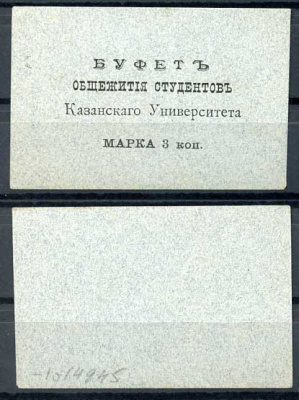 БУФЕТЪ
ОБЩЕЖИТІЯ СТУДЕНТОВЪ
Казанскаго Университета
МАРКА 3 коп.